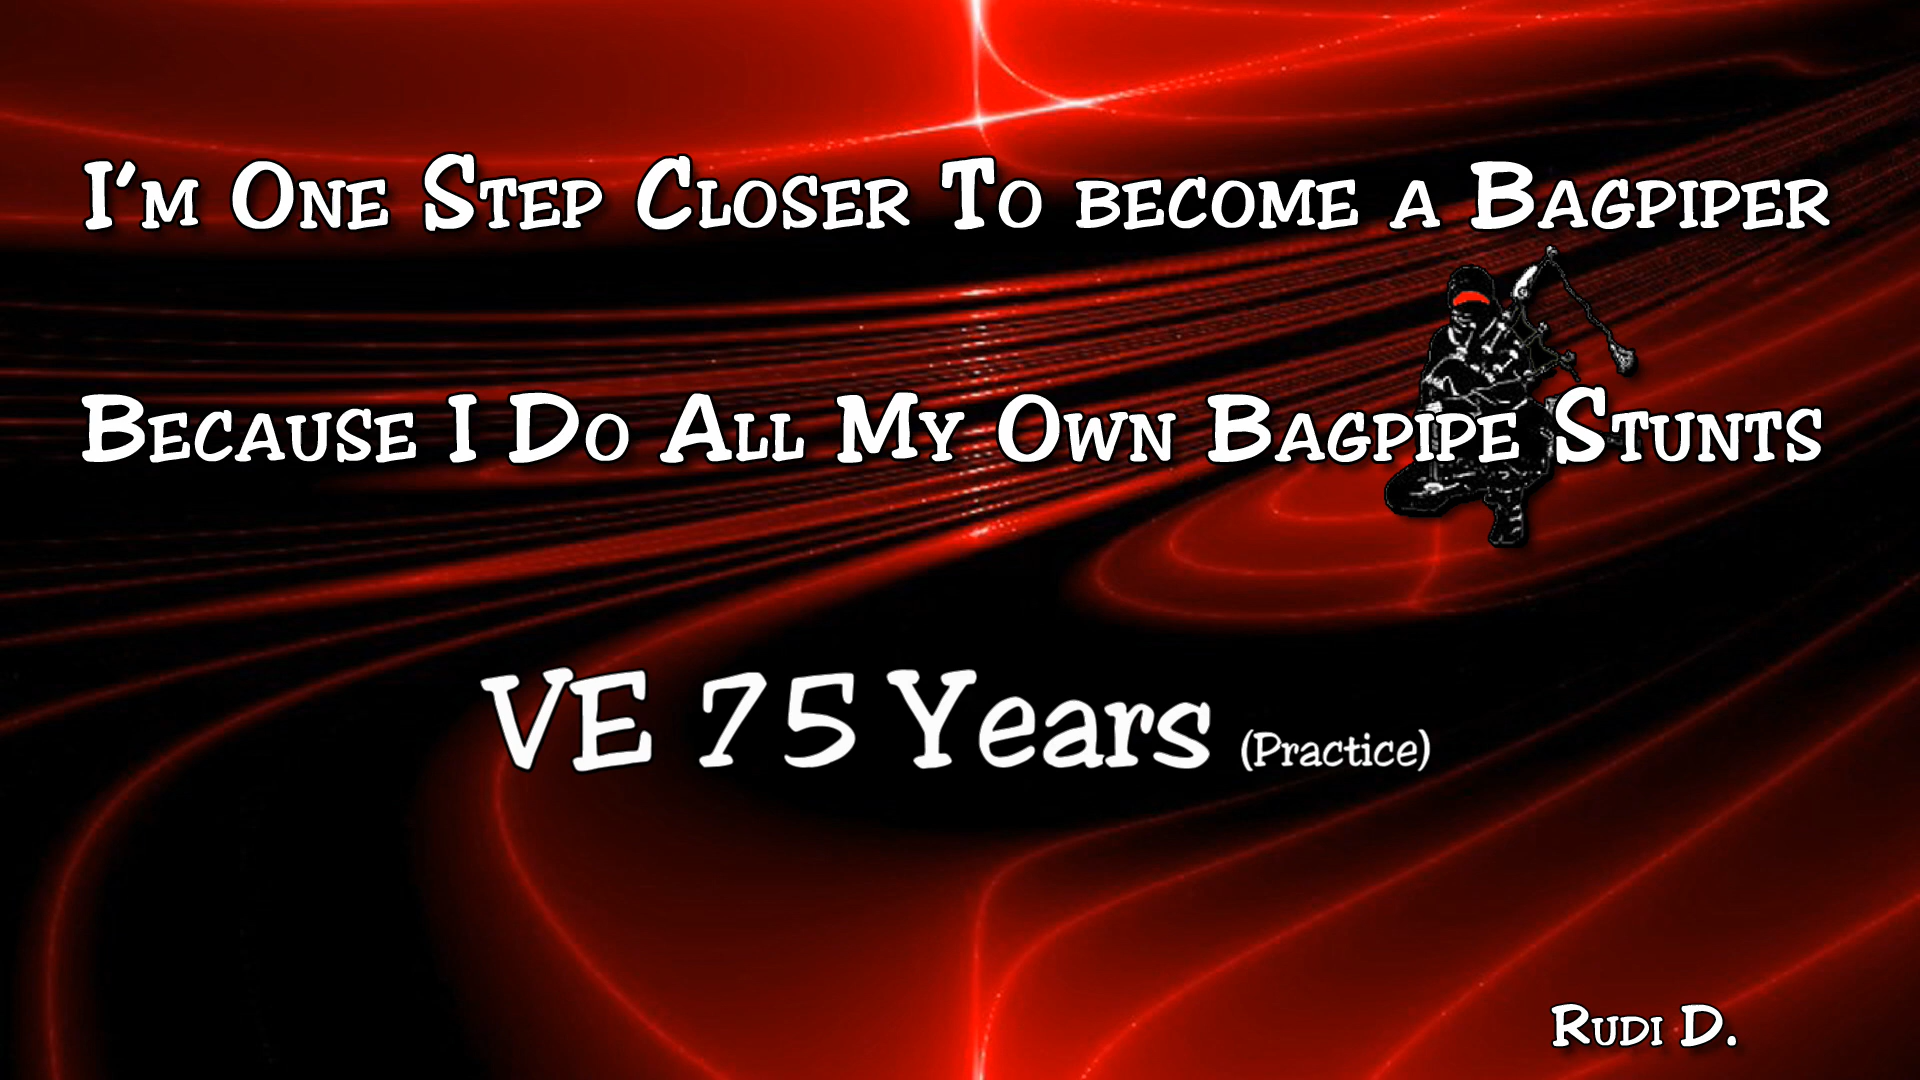 I'm One Step Closer To become a Bagpiper
Because I Do All My Own Bagpipe Stunts
VE 75 Years (Practice)
Rudi D.